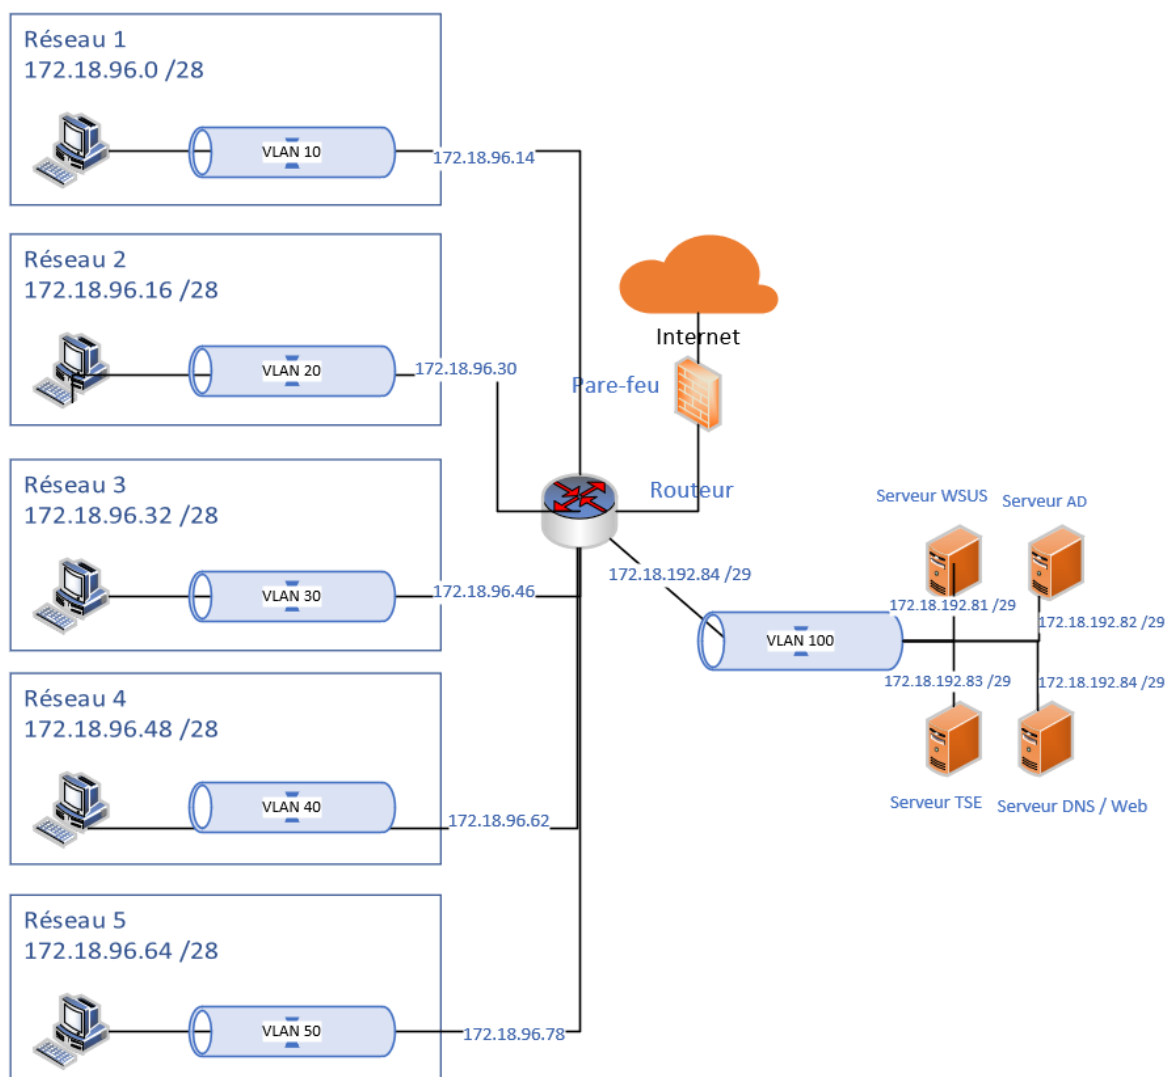 Réseau 1
172.18.96.0 /28
VLAN 10
172.18.96.14
Réseau 2
172.18.96.16 /28
VLAN 20
172.18.96.30
Internet
Pare-feu
Réseau 3
172.18.96.32 /28
VLAN 30
172.18.96.46
Routeur
172.18.192.84 /29
VLAN 100
Serveur WSUS
Serveur AD
172.18.192.81 /29
172.18.192.82 /29
172.18.192.83 /29
172.18.192.84 /29
Serveur TSE
Serveur DNS / Web
Réseau 4
172.18.96.48 /28
VLAN 40
172.18.96.62
Réseau 5
172.18.96.64 /28
VLAN 50
172.18.96.78